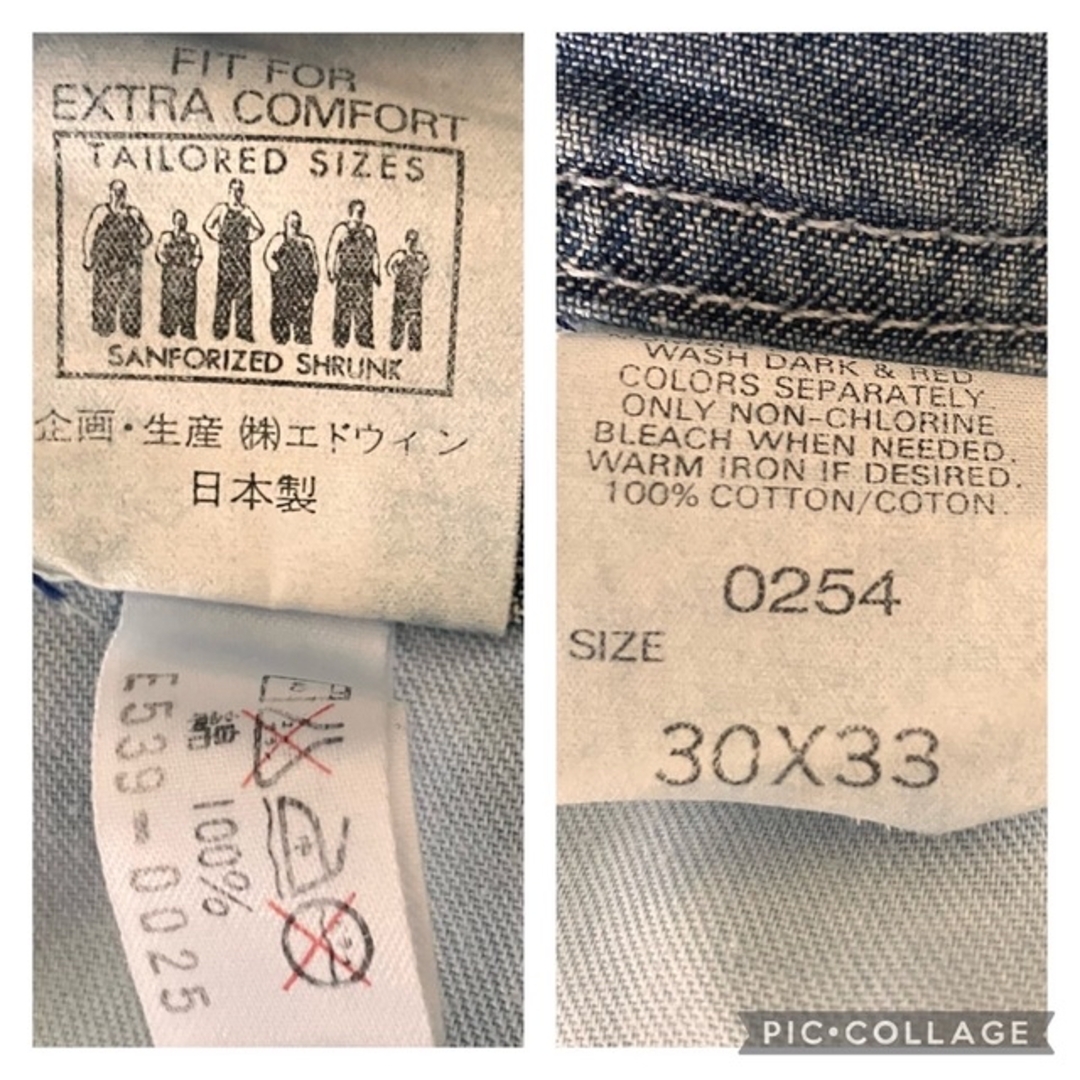 FIT FOR
EXTRA COMFORT
TAILORED SIZES
SANFORIZED SHRUNK
企画・生産 ㈱エドウィン
日本製
E539-0025
綿 100%
WASH DARK & RED
COLORS SEPARATELY.
ONLY NON-CHLORINE
BLEACH WHEN NEEDED.
WARM IRON IF DESIRED.
100% COTTON/COTON.
0254
SIZE
30X33
PIC•COLLAGE